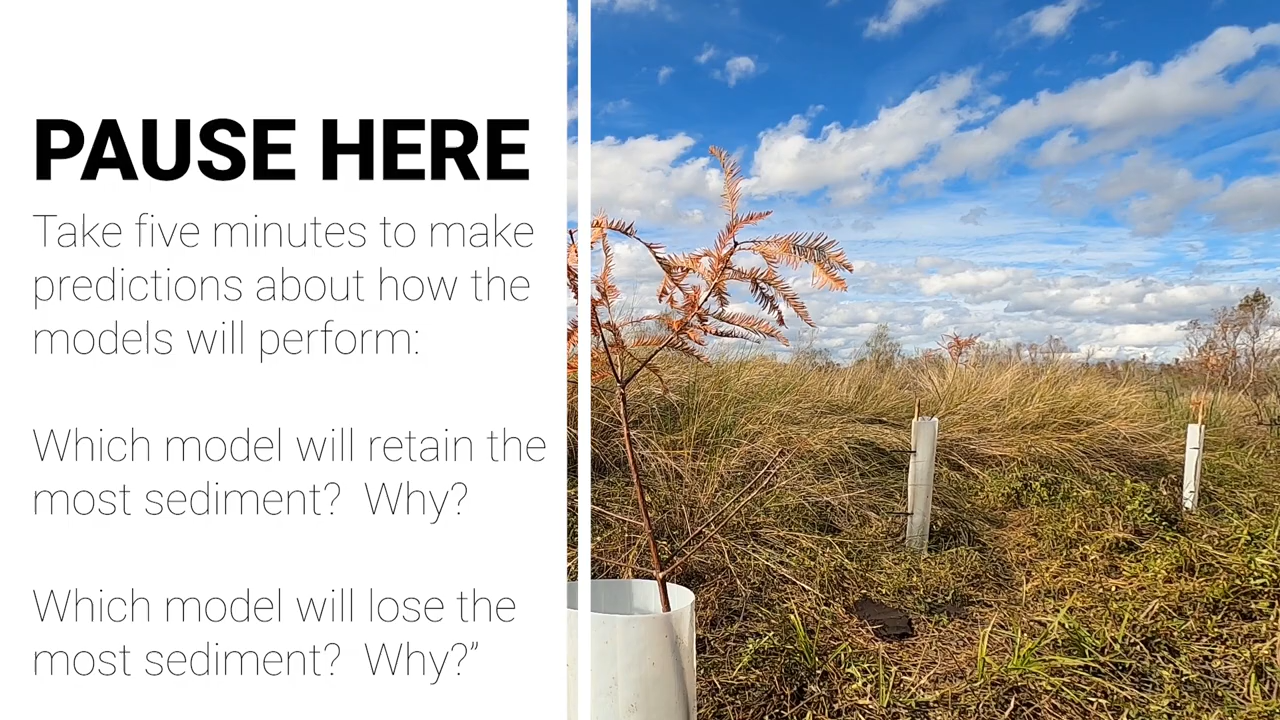 PAUSE HERE
Take five minutes to make
predictions about how the
models will perform:
Which model will retain the
most sediment?  Why?
Which model will lose the
most sediment?  Why?”